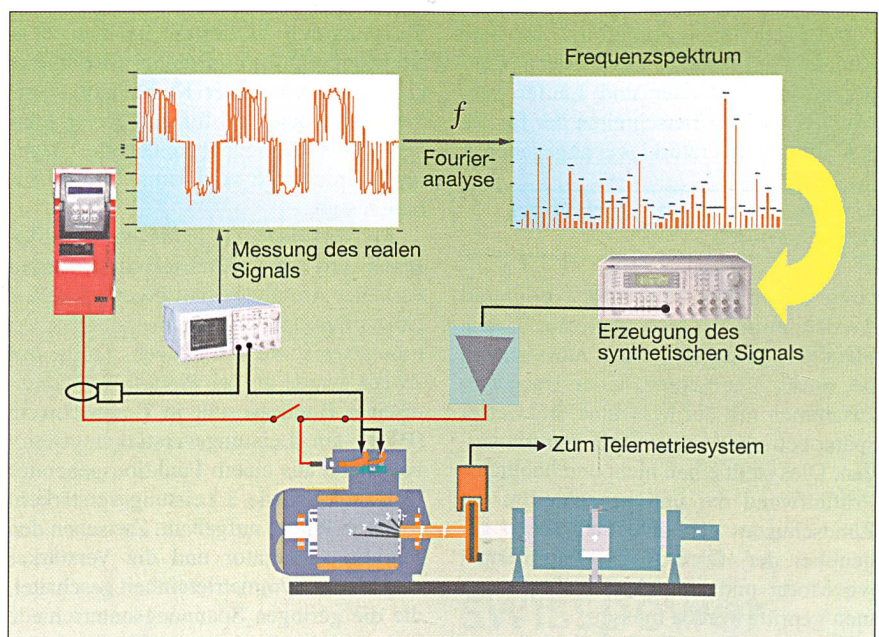 Frequenzspektrum
f
Fourier-
analyse
Messung des realen
Signals
Erzeugung des
synthetischen Signals
Zum Telemetriesystem